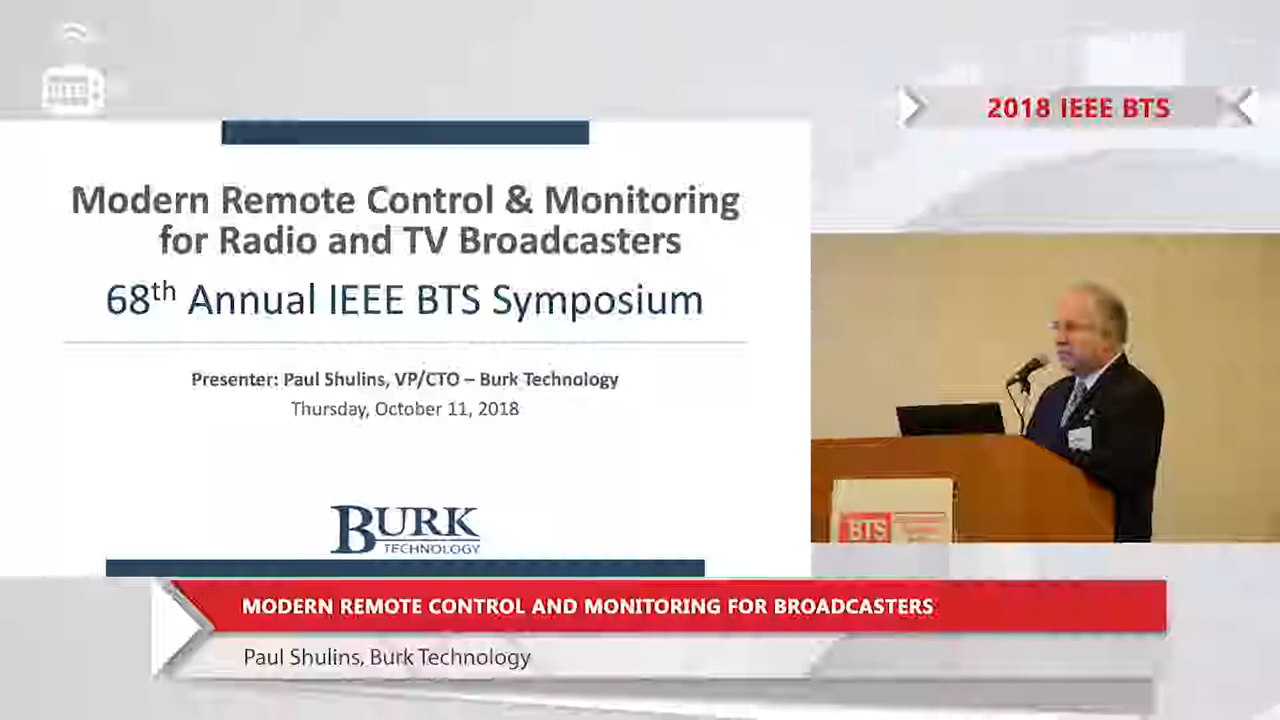 2018 IEEE BTS
Modern Remote Control & Monitoring
for Radio and TV Broadcasters
68th Annual IEEE BTS Symposium
Presenter: Paul Shulins, VP/CTO – Burk Technology
Thursday, October 11, 2018
BURK
TECHNOLOGY
BTS
MODERN REMOTE CONTROL AND MONITORING FOR BROADCASTERS
Paul Shulins, Burk Technology